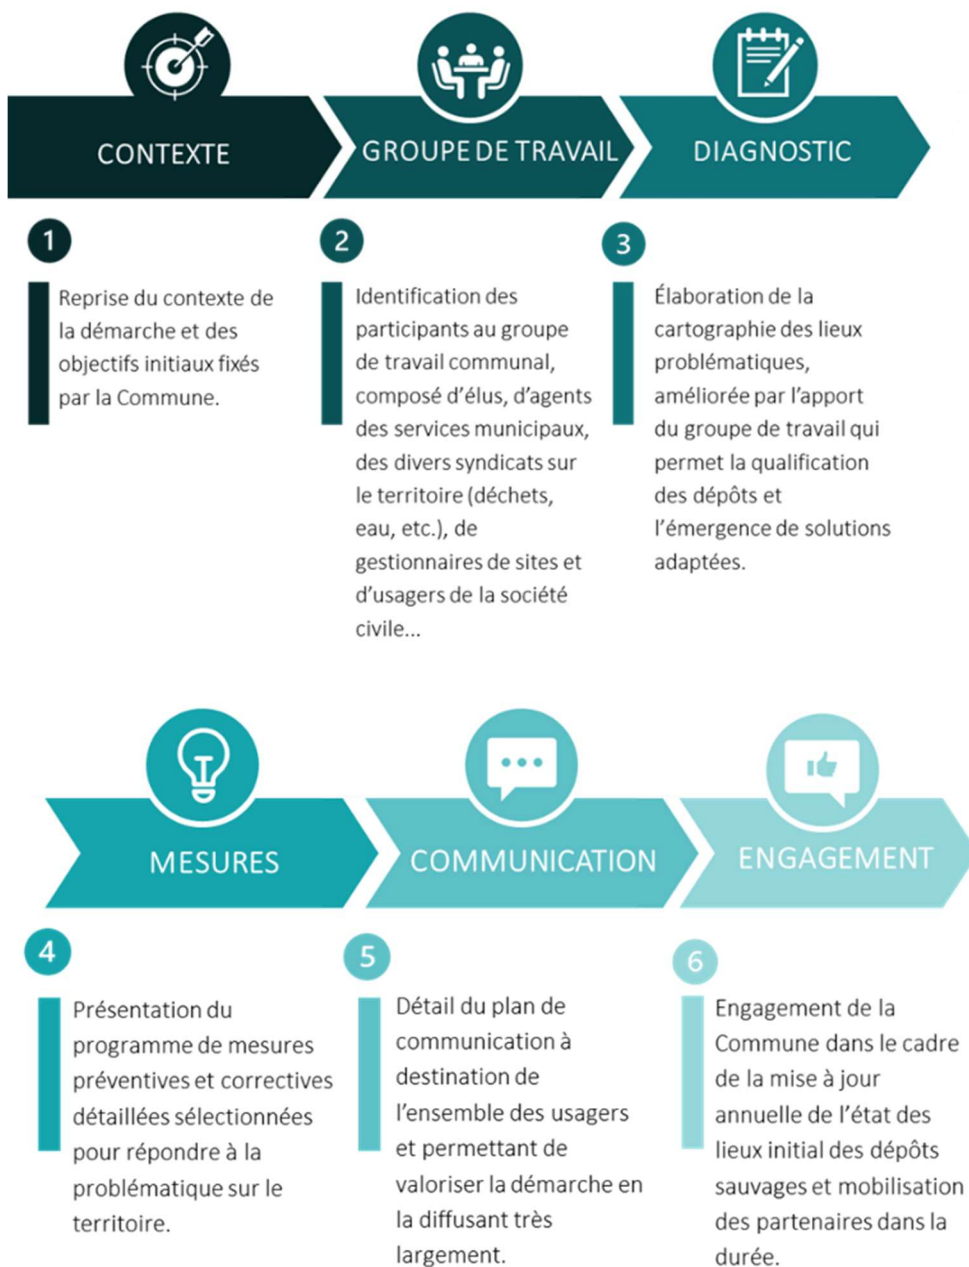 CONTEXTE
GROUPE DE TRAVAIL
DIAGNOSTIC
1
Reprise du contexte de
la démarche et des
objectifs initiaux fixés
par la Commune.
2
Identification des
participants au groupe
de travail communal,
composé d’élus, d’agents
des services municipaux,
des divers syndicats sur
le territoire (déchets,
eau, etc.), de
gestionnaires de sites et
d’usagers de la société
civile...
3
Élaboration de la
cartographie des lieux
problématiques,
améliorée par l’apport
du groupe de travail qui
permet la qualification
des dépôts et
l’émergence de solutions
adaptées.
MESURES
COMMUNICATION
ENGAGEMENT
4
Présentation du
programme de mesures
préventives et correctives
détaillées sélectionnées
pour répondre à la
problématique sur le
territoire.
5
Détail du plan de
communication à
destination de
l’ensemble des usagers
et permettant de
valoriser la démarche en
la diffusant très
largement.
6
Engagement de la
Commune dans le cadre
de la mise à jour
annuelle de l’état des
lieux initial des dépôts
sauvages et mobilisation
des partenaires dans la
durée.